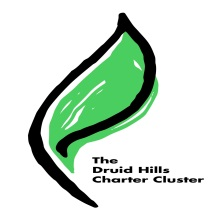 The
Druid Hills
Charter Cluster